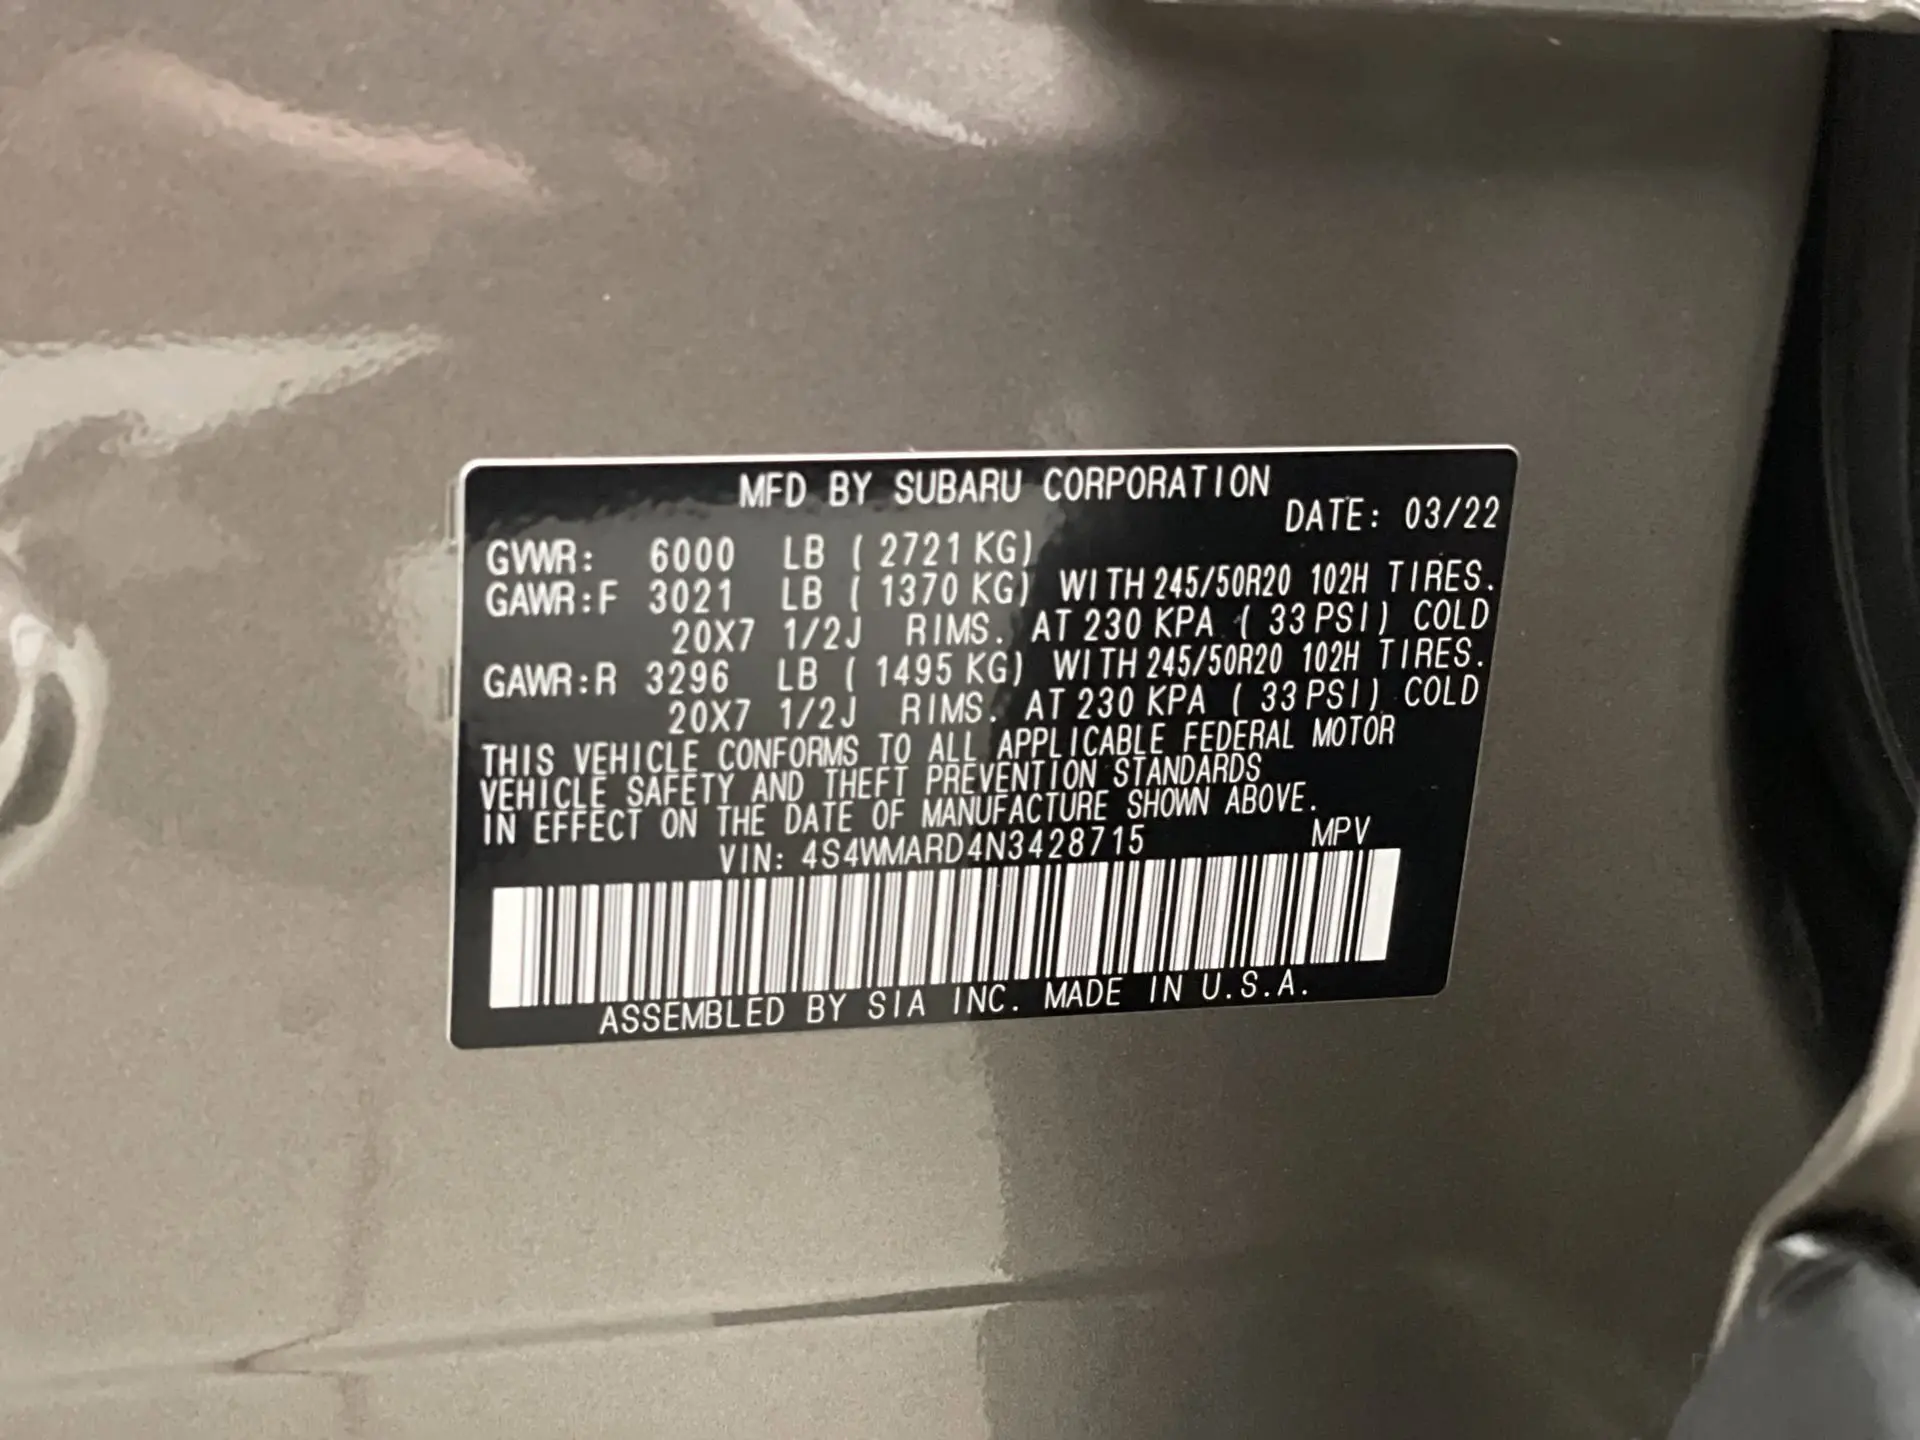 MFD BY SUBARU CORPORATION
DATE: 03/22
GVWR: 6000 LB ( 2721 KG)
GAWR:F 3021 LB ( 1370 KG) WITH 245/50R20 102H TIRES.
20X7 1/2J RIMS. AT 230 KPA ( 33 PSI) COLD
GAWR:R 3296 LB ( 1495 KG) WITH 245/50R20 102H TIRES.
20X7 1/2J RIMS. AT 230 KPA ( 33 PSI) COLD
THIS VEHICLE CONFORMS TO ALL APPLICABLE FEDERAL MOTOR
VEHICLE SAFETY AND THEFT PREVENTION STANDARDS
IN EFFECT ON THE DATE OF MANUFACTURE SHOWN ABOVE.
VIN: 4S4WMARD4N3428715 MPV
ASSEMBLED BY SIA INC. MADE IN U.S.A.